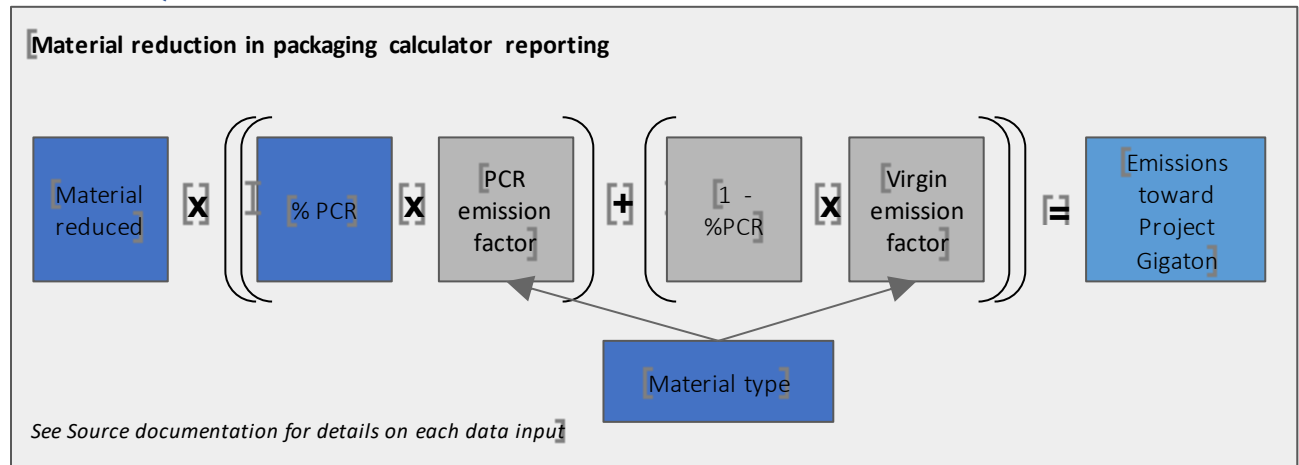 Material reduction in packaging calculator reporting
Material
reduced
x
% PCR
x
PCR
emission
factor
+
1 -
%PCR
x
Virgin
emission
factor
=
Emissions
toward
Project
Gigaton
Material type
See Source documentation for details on each data input